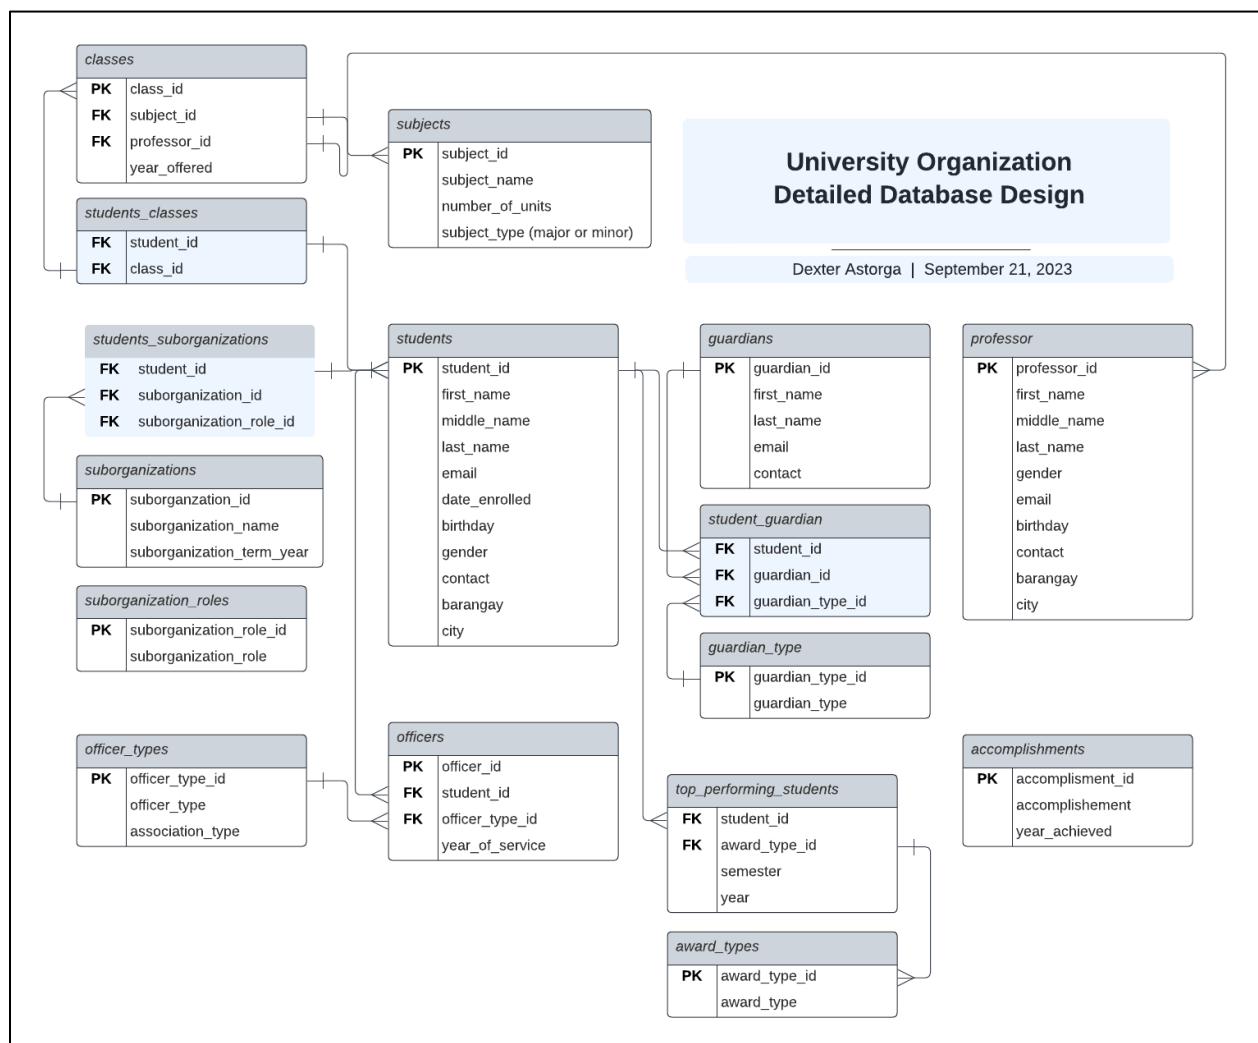 classes
PK class_id
FK subject_id
FK professor_id
year_offered
subjects
PK subject_id
subject_name
number_of_units
subject_type (major or minor)
University Organization
Detailed Database Design
Dexter Astorga | September 21, 2023
students_classes
FK student_id
FK class_id
students_suborganizations
FK student_id
FK suborganization_id
FK suborganization_role_id
students
PK student_id
first_name
middle_name
last_name
email
date_enrolled
birthday
gender
contact
barangay
city
guardians
PK guardian_id
first_name
last_name
email
contact
professor
PK professor_id
first_name
middle_name
last_name
gender
email
birthday
contact
barangay
city
suborganizations
PK suborganzation_id
suborganization_name
suborganization_term_year
student_guardian
FK student_id
FK guardian_id
FK guardian_type_id
suborganization_roles
PK suborganization_role_id
suborganization_role
guardian_type
PK guardian_type_id
guardian_type
officer_types
PK officer_type_id
officer_type
association_type
officers
PK officer_id
FK student_id
FK officer_type_id
year_of_service
top_performing_students
FK student_id
FK award_type_id
semester
year
accomplishments
PK accomplisment_id
accomplishement
year_achieved
award_types
PK award_type_id
award_type